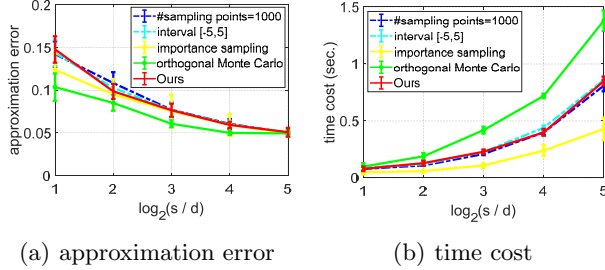 approximation error
0.2
0.15
0.1
0.05
0
#sampling points=1000
interval [-5,5]
importance sampling
orthogonal Monte Carlo
Ours
1 2 3 4 5
log2(s / d)
(a) approximation error
time cost (sec.)
1.5
1
0.5
0
#sampling points=1000
interval [-5,5]
importance sampling
orthogonal Monte Carlo
Ours
1 2 3 4 5
log2(s / d)
(b) time cost